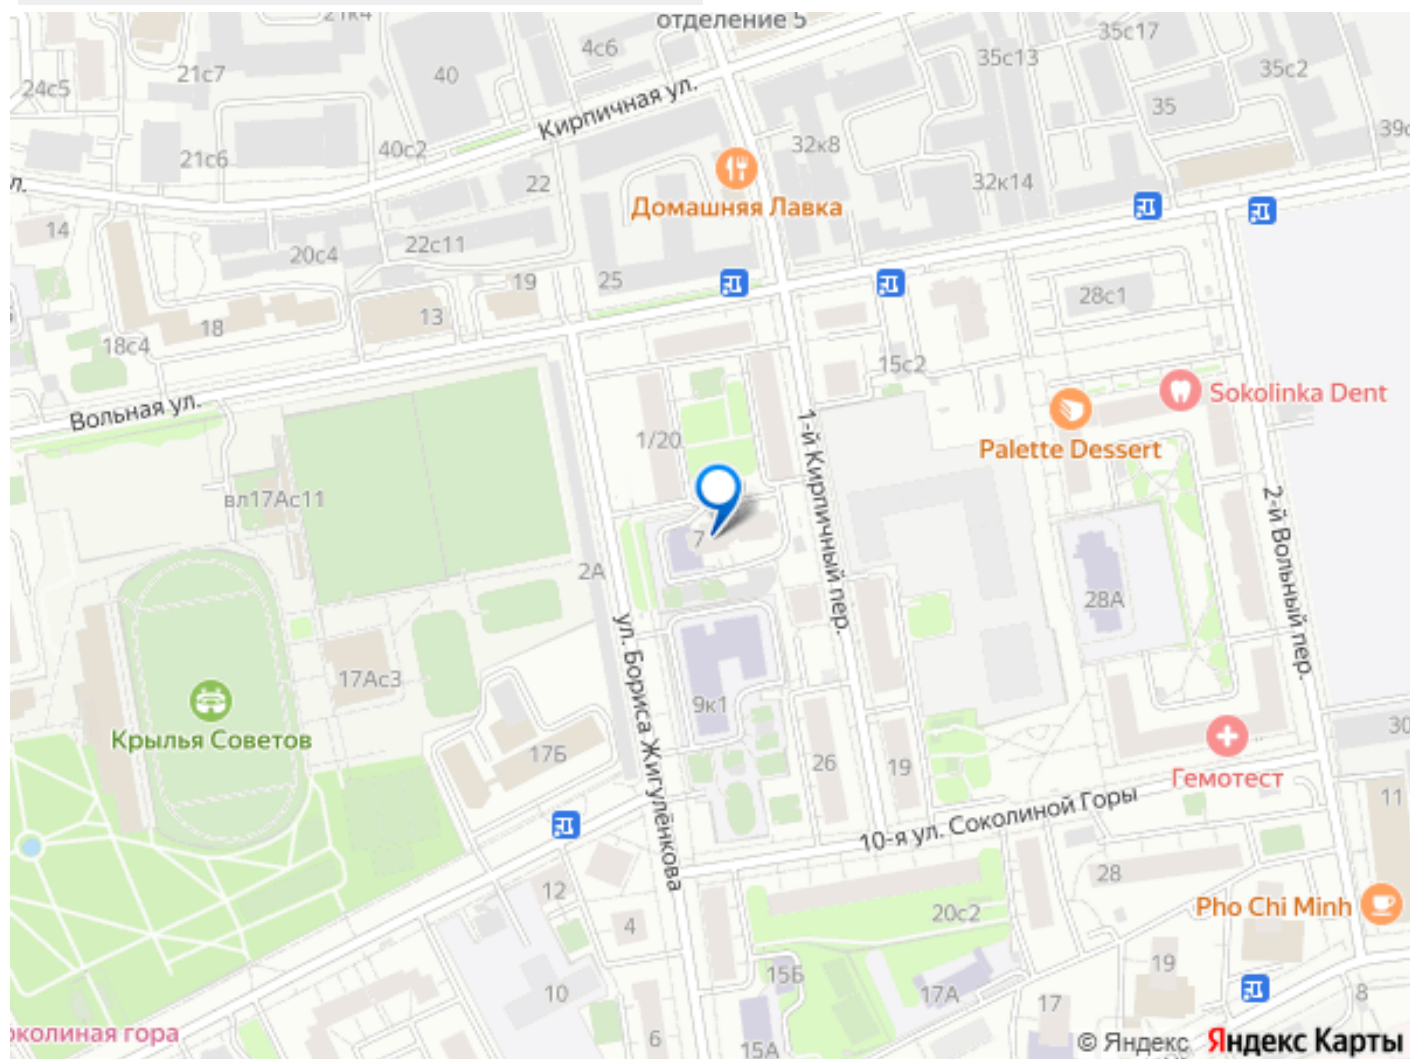 21к4
отделение 5
35с17
4с6
35с13
35с2
21с7
40
24с5
35
Кирпичная ул.
39с
32к8
40с2
21с6
л.
22
32к14
Домашняя Лавка
14
22с11
20с4
19
25
28с1
13
18
18с4
15с2
Sokolinka Dent
Вольная ул.
1/20
1-й Кирпичный пер.
Palette Dessert
вл17Ас11
2-й Вольный пер.
7
2А
28А
ул. Бориса Жигулёнкова
17Ас3
9к1
30
Крылья Советов
17Б
26
19
Гемотест
11
10-я ул. Соколиной Горы
28
12
Pho Chi Minh
20с2
4
19
15Б
10
17А
17
8
околиная гора
6
15А
© Яндекс Яндекс Карты